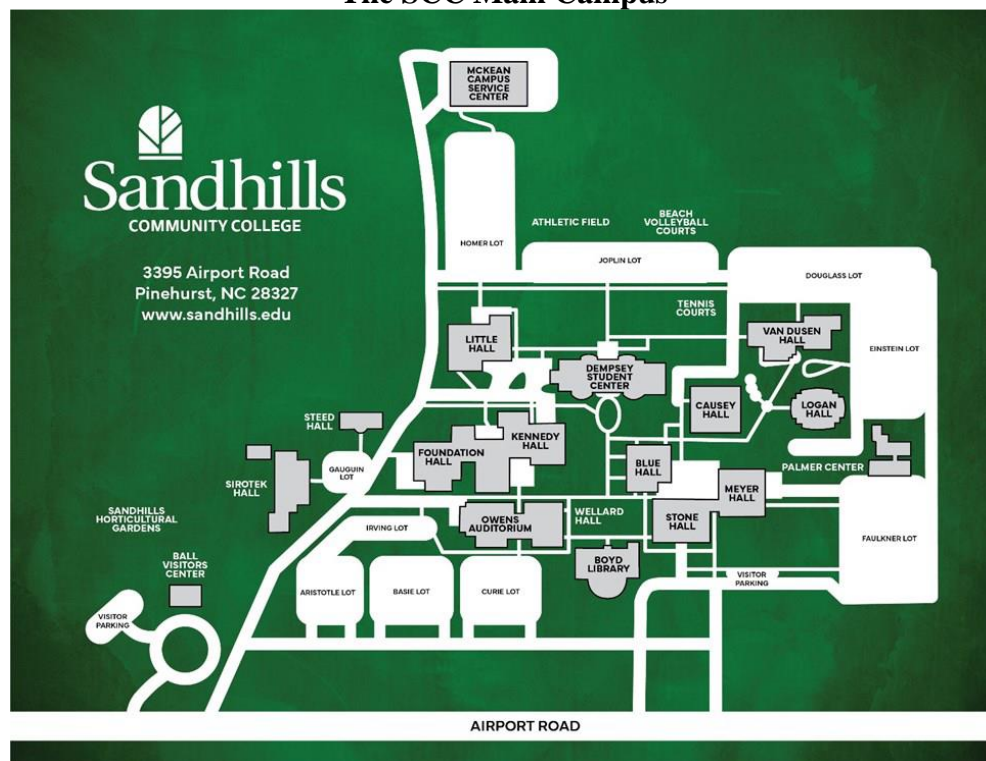 The SCC Main Campus
MCKEAN
CAMPUS
SERVICE
CENTER
Sandhills
COMMUNITY COLLEGE
3395 Airport Road
Pinehurst, NC 28327
www.sandhills.edu
HOMER LOT
ATHLETIC FIELD
BEACH
VOLLEYBALL
COURTS
JOPLIN LOT
DOUGLASS LOT
TENNIS
COURTS
LITTLE
HALL
VAN DUSEN
HALL
EINSTEIN LOT
DEMPSEY
STUDENT
CENTER
CAUSEY
HALL
LOGAN
HALL
STEED
HALL
KENNEDY
HALL
FOUNDATION
HALL
GAUGUIN
LOT
SIROTEK
HALL
BLUE
HALL
PALMER CENTER
MEYER
HALL
SANDHILLS
HORTICULTURAL
GARDENS
IRVING LOT
OWENS
AUDITORIUM
WELLARD
HALL
STONE
HALL
FAULKNER LOT
BALL
VISITORS
CENTER
BOYD
LIBRARY
VISITOR
PARKING
ARISTOTLE LOT
BASIE LOT
CURIE LOT
VISITOR
PARKING
AIRPORT ROAD